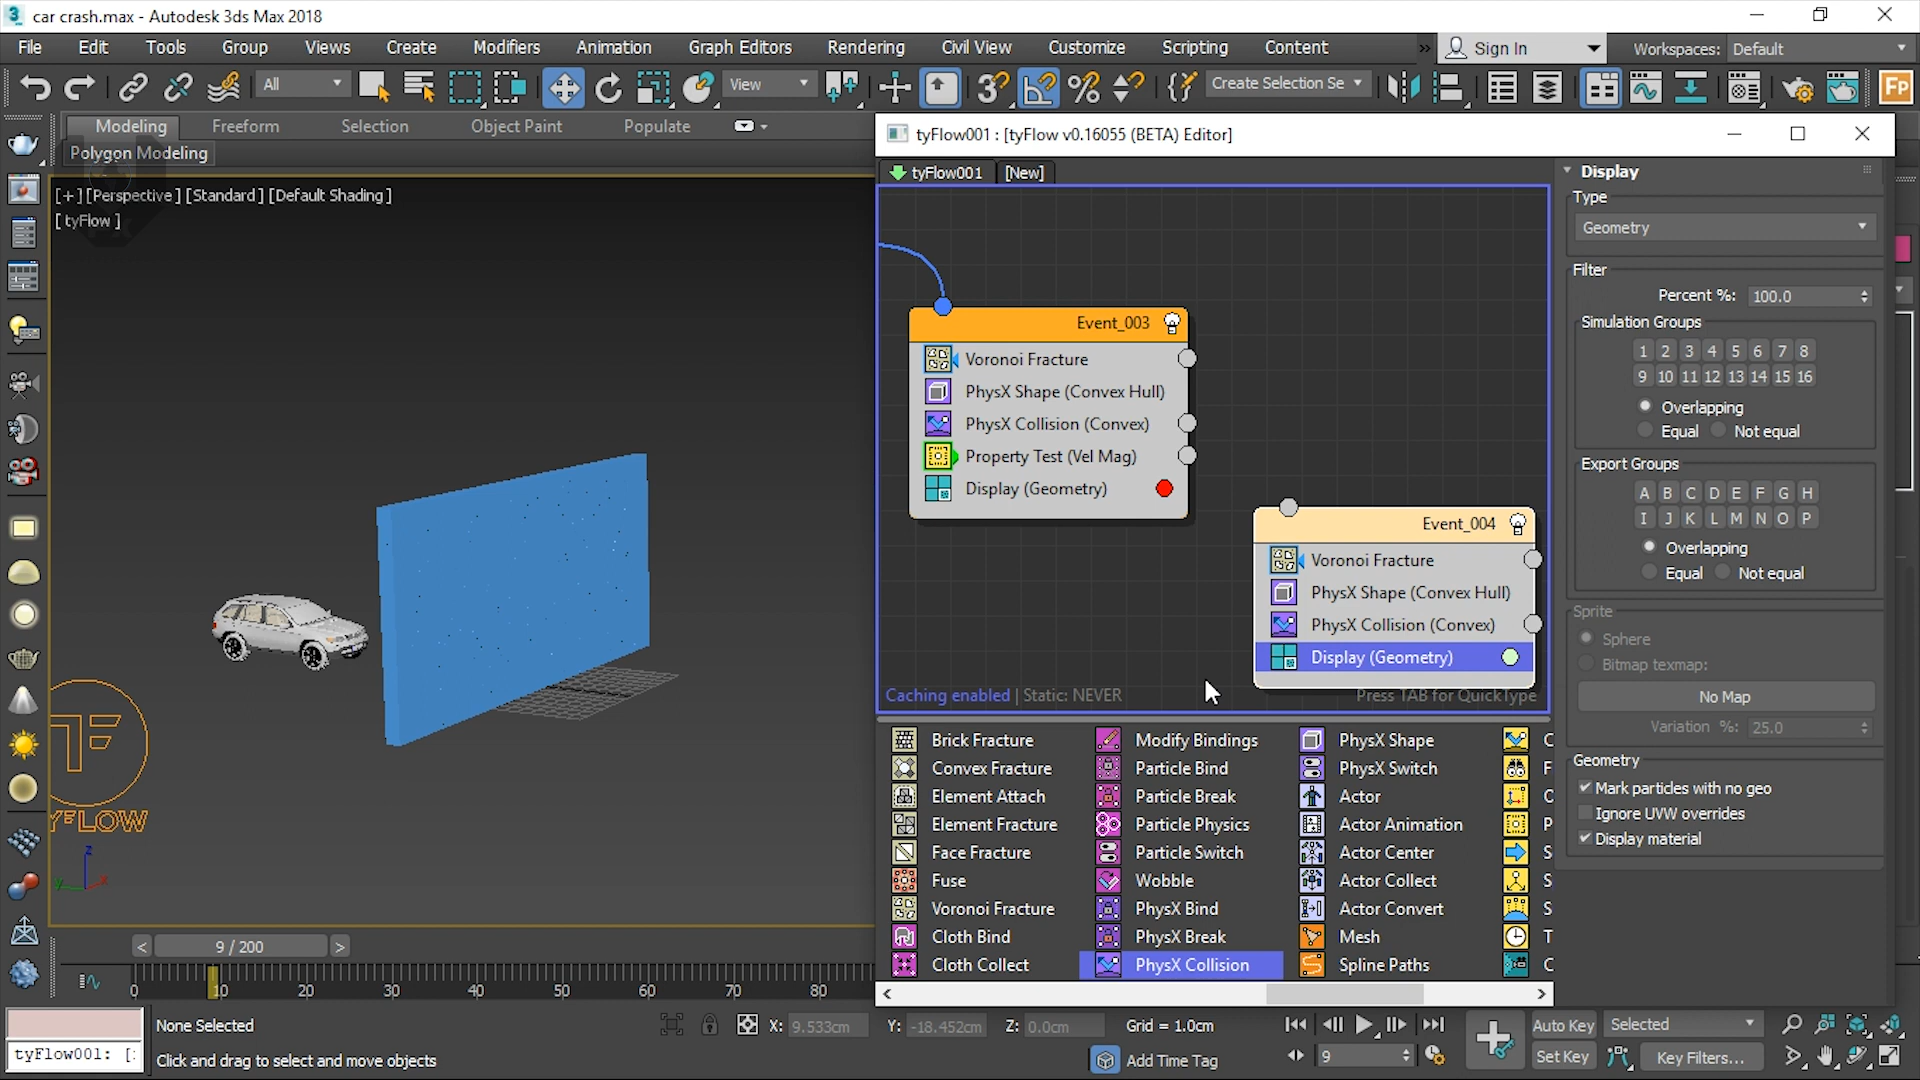 car crash.max - Autodesk 3ds Max 2018
File Edit Tools Group Views Create Modifiers Animation Graph Editors Rendering Civil View Customize Scripting Content » Sign In Workspaces: Default
All View Create Selection Se Fp
Modeling Freeform Selection Object Paint Populate
Polygon Modeling
[+] [Perspective] [Standard] [Default Shading]
[ tyFlow ]
tyFlow001 : [tyFlow v0.16055 (BETA) Editor]
tyFlow001 [New]
Event_003
Voronoi Fracture
PhysX Shape (Convex Hull)
PhysX Collision (Convex)
Property Test (Vel Mag)
Display (Geometry)
Event_004
Voronoi Fracture
PhysX Shape (Convex Hull)
PhysX Collision (Convex)
Display (Geometry)
Caching enabled | Static: NEVER
Press TAB for QuickType
Brick Fracture Modify Bindings PhysX Shape C
Convex Fracture Particle Bind PhysX Switch F
Element Attach Particle Break Actor
Element Fracture Particle Physics Actor Animation P
Face Fracture Particle Switch Actor Center S
Fuse Wobble Actor Collect S
Voronoi Fracture PhysX Bind Actor Convert S
Cloth Bind PhysX Break Mesh T
Cloth Collect PhysX Collision Spline Paths C
Display
Type
Geometry
Filter
Percent %: 100.0
Simulation Groups
1 2 3 4 5 6 7 8
9 10 11 12 13 14 15 16
Overlapping
Equal Not equal
Export Groups
A B C D E F G H
I J K L M N O P
Overlapping
Equal Not equal
Sprite
Sphere
Bitmap texmap:
No Map
Variation %: 25.0
Geometry
Mark particles with no geo
Ignore UVW overrides
Display material
TF
YFLOW
z
y x
< 9 / 200 >
0 10 20 30 40 50 60 70 80
None Selected
X: 9.533cm Y: -18.452cm Z: 0.0cm Grid = 1.0cm
Auto Key Selected
tyFlow001: [
Click and drag to select and move objects
Add Time Tag
9
Set Key Key Filters...